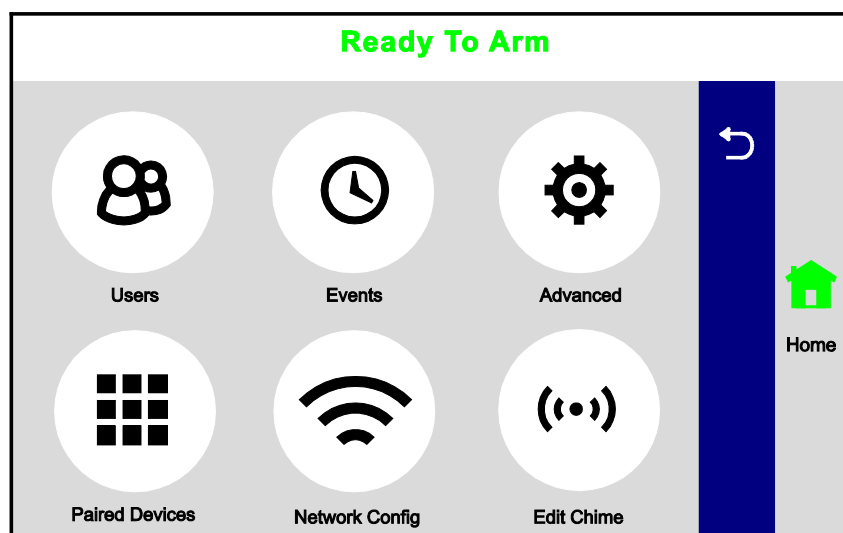 Ready To Arm
Users
Events
Advanced
Home
Paired Devices
Network Config
Edit Chime